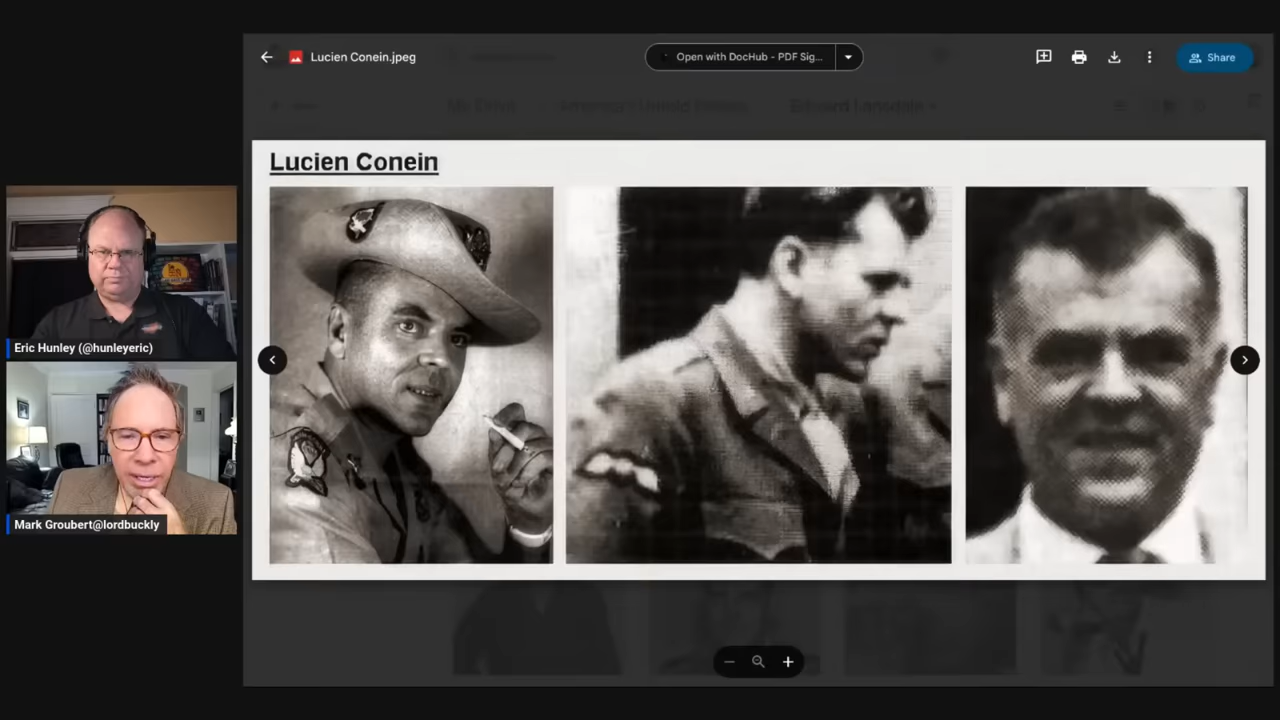 Lucien Conein.jpeg
Open with DocHub - PDF Sig...
Share
Lucien Conein
Eric Hunley (@hunleyeric)
Mark Groubert@lordbuckly